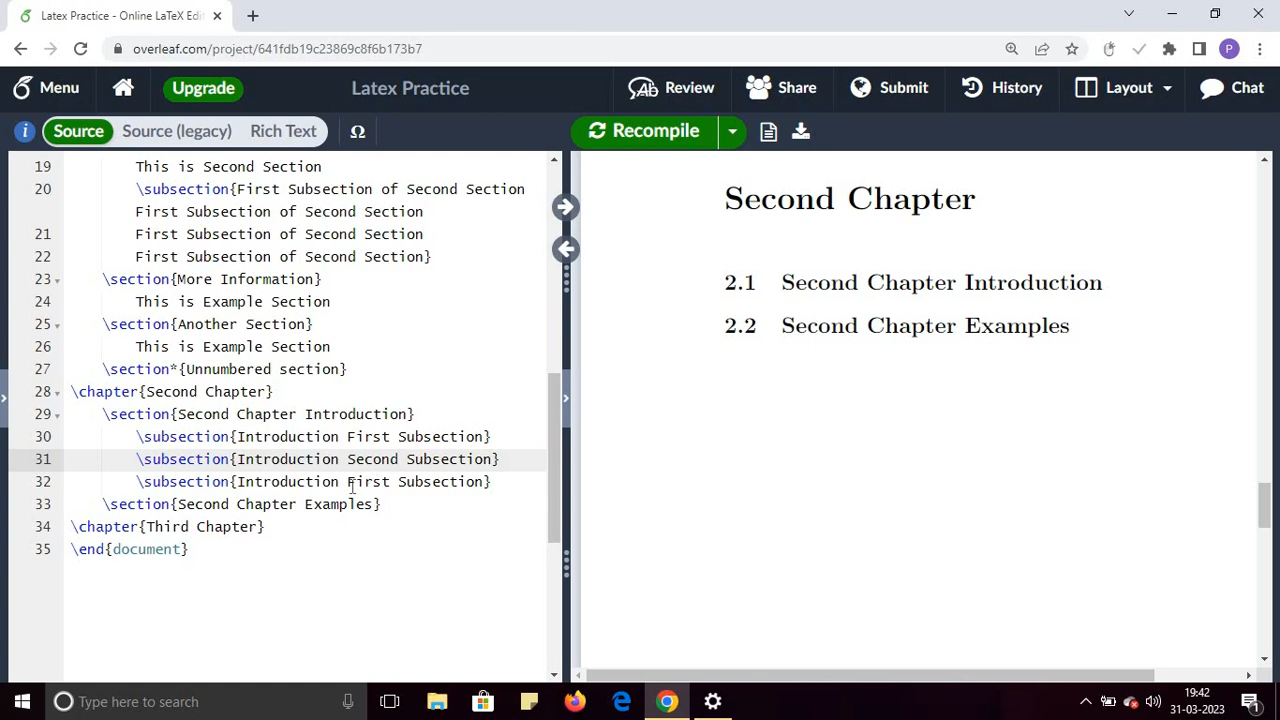 Latex Practice - Online LaTeX Edi
overleaf.com/project/641fdb19c23869c8f6b173b7
P
Menu
Upgrade
Latex Practice
Review
Share
Submit
History
Layout
Chat
i
Source
Source (legacy)
Rich Text
Ω
Recompile
19 This is Second Section
20 \subsection{First Subsection of Second Section
First Subsection of Second Section
21 First Subsection of Second Section
22 First Subsection of Second Section}
23 \section{More Information}
24 This is Example Section
25 \section{Another Section}
26 This is Example Section
27 \section*{Unnumbered section}
28 \chapter{Second Chapter}
29 \section{Second Chapter Introduction}
30 \subsection{Introduction First Subsection}
31 \subsection{Introduction Second Subsection}
32 \subsection{Introduction First Subsection}
33 \section{Second Chapter Examples}
34 \chapter{Third Chapter}
35 \end{document}
Second Chapter
2.1 Second Chapter Introduction
2.2 Second Chapter Examples
Type here to search
19:42
31-03-2023
1